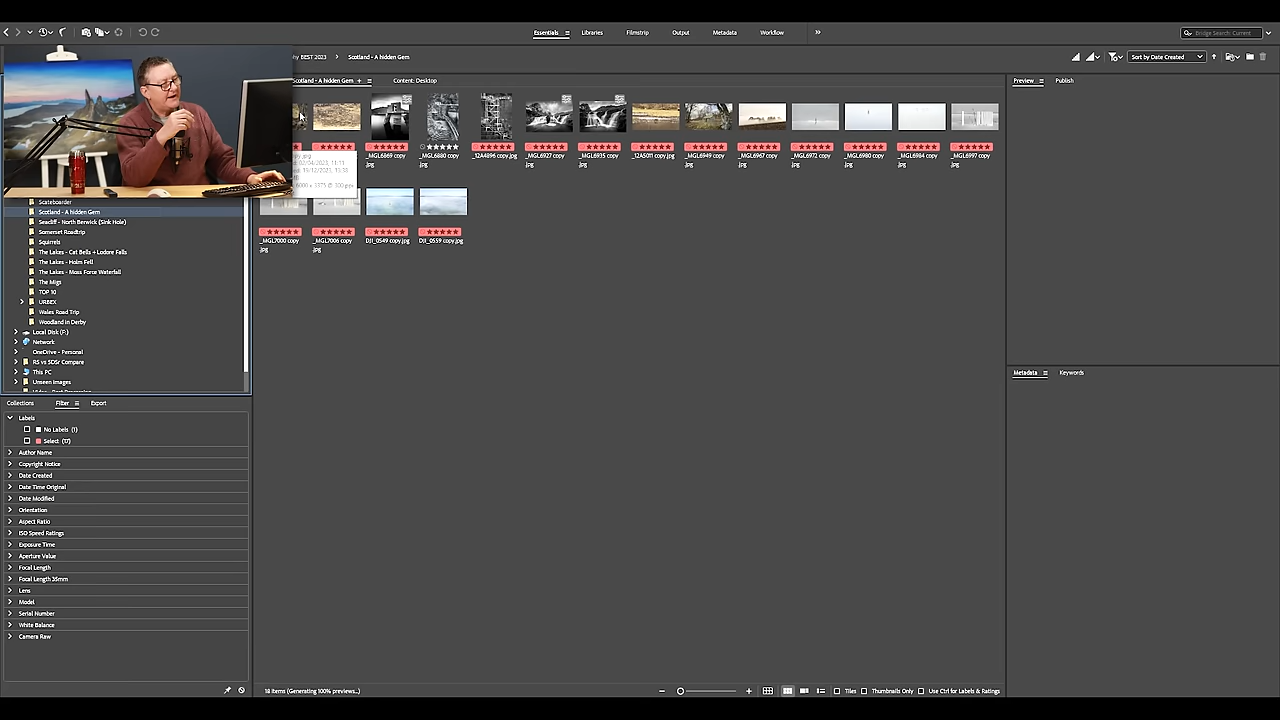 Essentials
Libraries
Filmstrip
Output
Metadata
Workflow
Bridge Search: Current
BEST 2023 > Scotland - A hidden Gem
Sort by Date Created
Scotland - A hidden Gem
Content: Desktop
Preview
Publish
_MGL6869 copy.jpg
_MGL6880 copy.jpg
12A4896 copy.jpg
_MGL6927 copy.jpg
_MGL6935 copy.jpg
_12A5011 copy.jpg
_MGL6949 copy.jpg
_MGL6967 copy.jpg
_MGL6972 copy.jpg
_MGL6980 copy.jpg
_MGL6984 copy.jpg
_MGL6997 copy.jpg
_MGL7000 copy.jpg
_MGL7006 copy.jpg
DJI_0549 copy.jpg
DJI_0559 copy.jpg
Skateboarder
Scotland - A hidden Gem
Seacliff - North Berwick (Sink Hole)
Somerset Roadtrip
Squirrels
The Lakes - Cat Bells + Lodore Falls
The Lakes - Holm Fell
The Lakes - Moss Force Waterfall
The Migs
TOP 10
URBEX
Wales Road Trip
Woodland in Derby
Local Disk (F:)
Network
OneDrive - Personal
R5 vs 5DSr Compare
This PC
Unseen Images
Collections
Filter
Export
Labels
No Labels (1)
Select (17)
Author Name
Copyright Notice
Date Created
Date Time Original
Date Modified
Orientation
Aspect Ratio
ISO Speed Ratings
Exposure Time
Aperture Value
Focal Length
Focal Length 35mm
Lens
Model
Serial Number
White Balance
Camera Raw
Metadata
Keywords
18 items (Generating 100% previews...)
Tiles
Thumbnails Only
Use Ctrl for Labels & Ratings